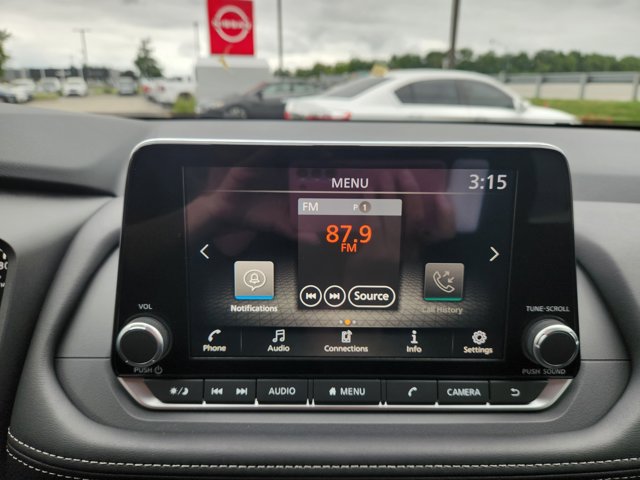 NISSAN
MENU 3:15
FM P 1
87.9
FM
Source
Notifications Call History
VOL TUNE•SCROLL
Phone Audio Connections Info Settings
PUSH PUSH SOUND
AUDIO MENU CAMERA